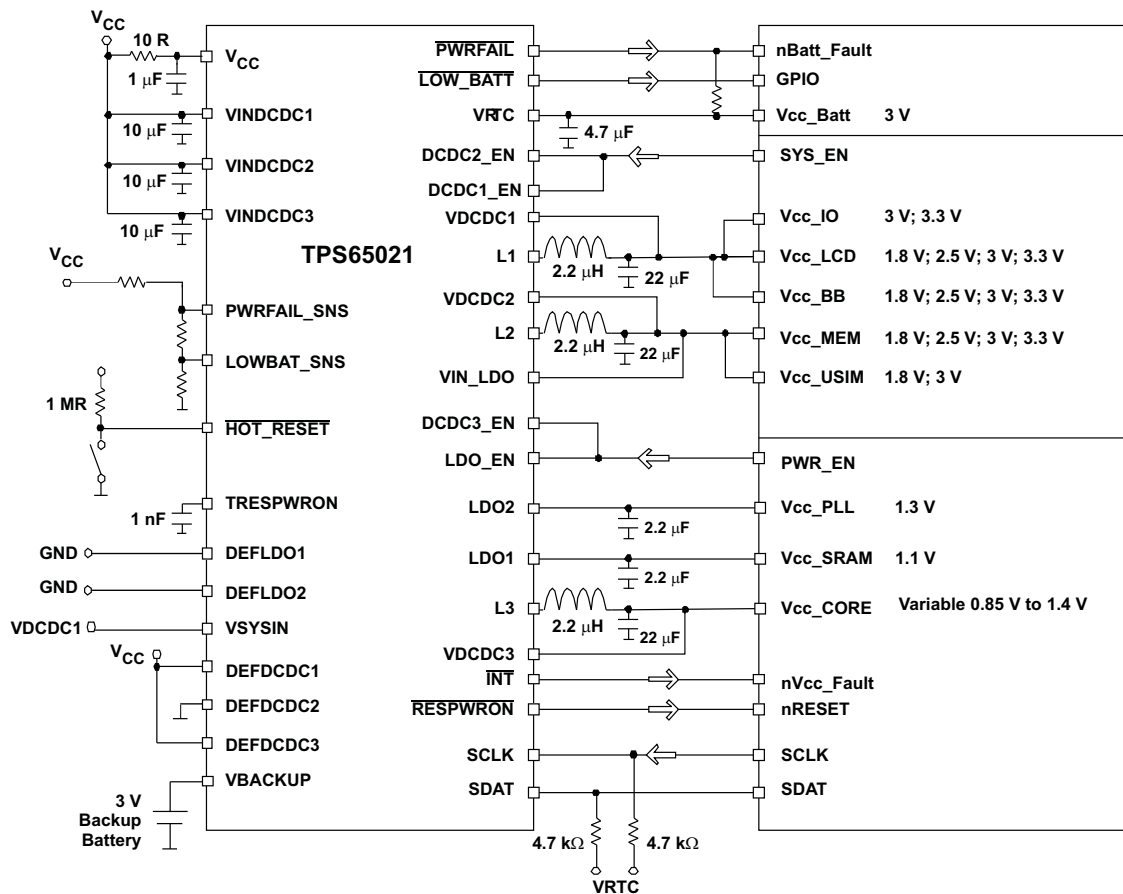 V_CC
10 R
1 μF
10 μF
10 μF
10 μF
V_CC
1 MR
1 nF
GND
GND
VDCDC1
V_CC
3 V
Backup
Battery
TPS65021
V_CC
VINDCDC1
VINDCDC2
VINDCDC3
PWRFAIL_SNS
LOWBAT_SNS
HOT_RESET
TRESPWRON
DEFLDO1
DEFLDO2
VSYSIN
DEFDCDC1
DEFDCDC2
DEFDCDC3
VBACKUP
PWRFAIL
LOW_BATT
VRTC
DCDC2_EN
DCDC1_EN
VDCDC1
L1
VDCDC2
L2
VIN_LDO
DCDC3_EN
LDO_EN
LDO2
LDO1
L3
VDCDC3
INT
RESPWRON
SCLK
SDAT
4.7 μF
2.2 μH
22 μF
2.2 μH
22 μF
2.2 μF
2.2 μF
2.2 μH
22 μF
4.7 kΩ
4.7 kΩ
VRTC
nBatt_Fault
GPIO
Vcc_Batt 3 V
SYS_EN
Vcc_IO 3 V; 3.3 V
Vcc_LCD 1.8 V; 2.5 V; 3 V; 3.3 V
Vcc_BB 1.8 V; 2.5 V; 3 V; 3.3 V
Vcc_MEM 1.8 V; 2.5 V; 3 V; 3.3 V
Vcc_USIM 1.8 V; 3 V
PWR_EN
Vcc_PLL 1.3 V
Vcc_SRAM 1.1 V
Vcc_CORE Variable 0.85 V to 1.4 V
nVcc_Fault
nRESET
SCLK
SDAT